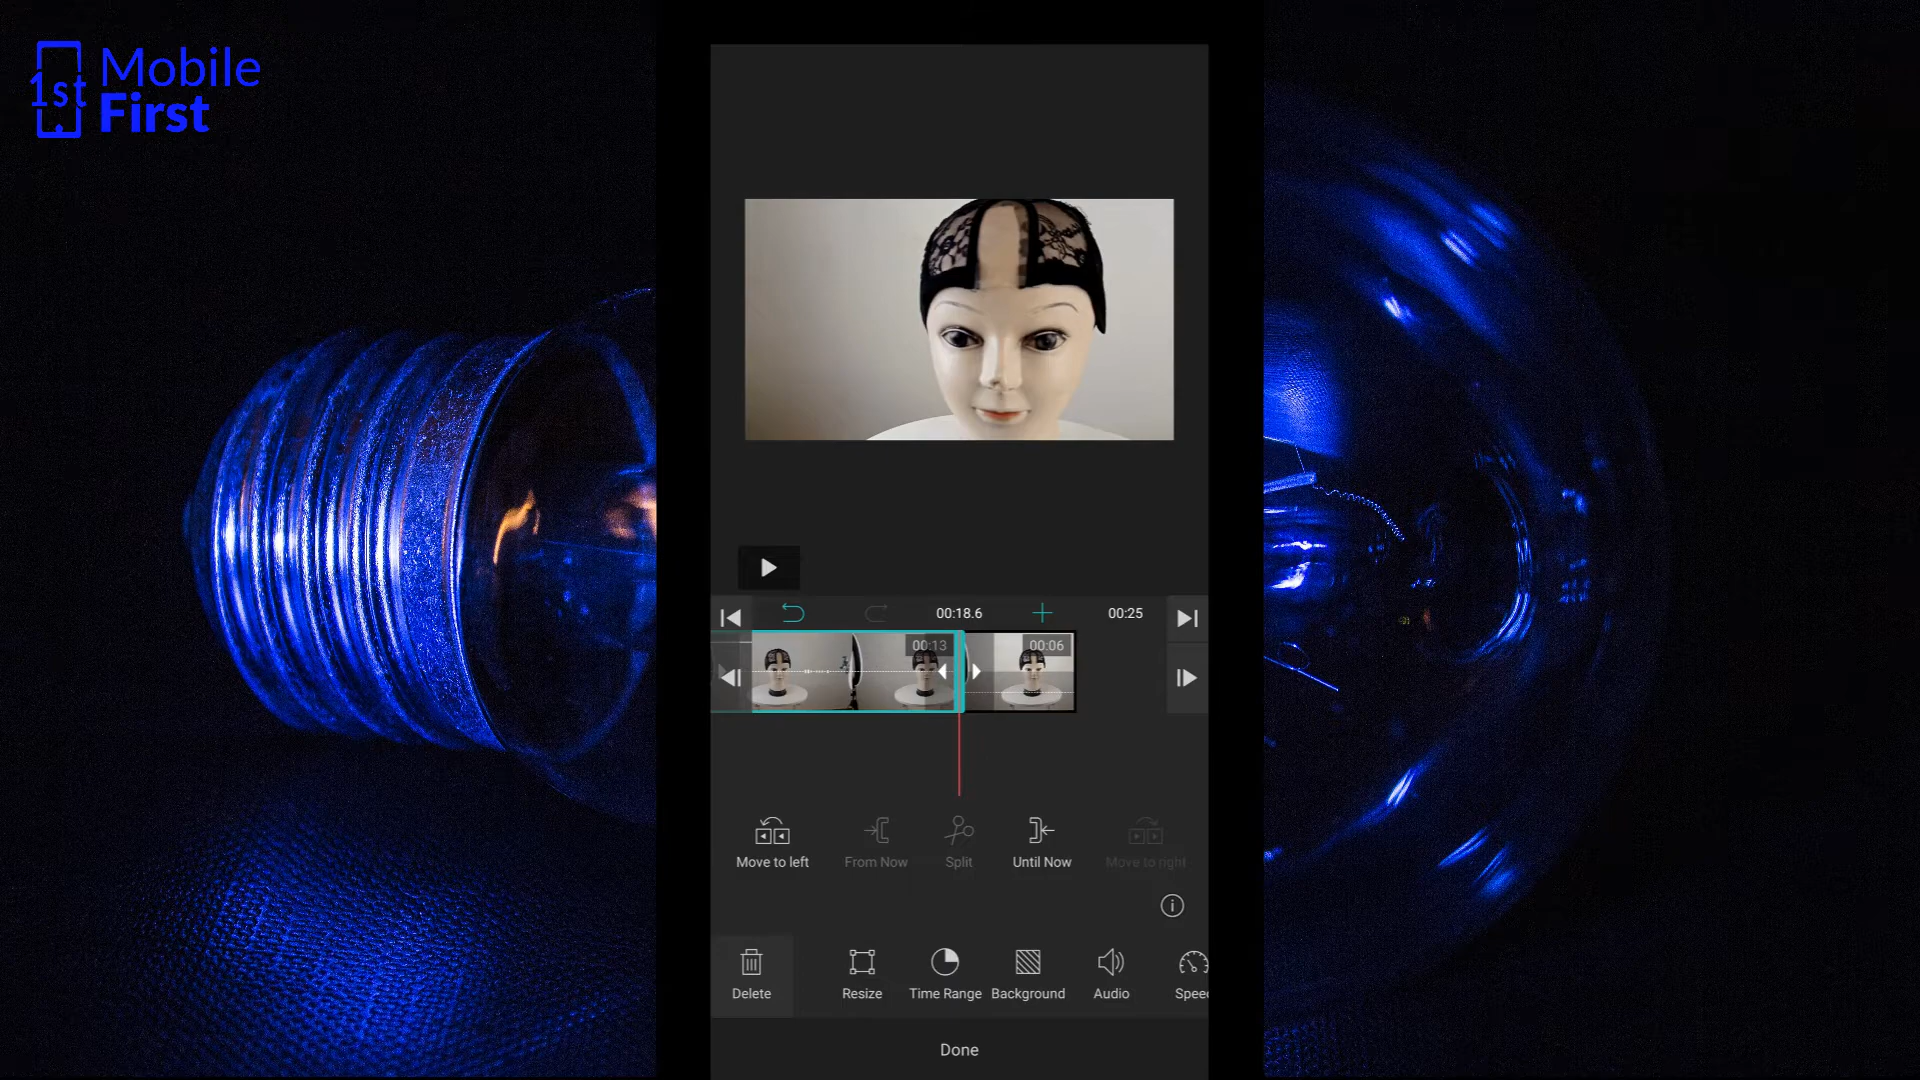 1st
Mobile
First
00:18.6
00:25
00:13
00:06
Move to left
From Now
Split
Until Now
Move to right
Delete
Resize
Time Range
Background
Audio
Spee
Done